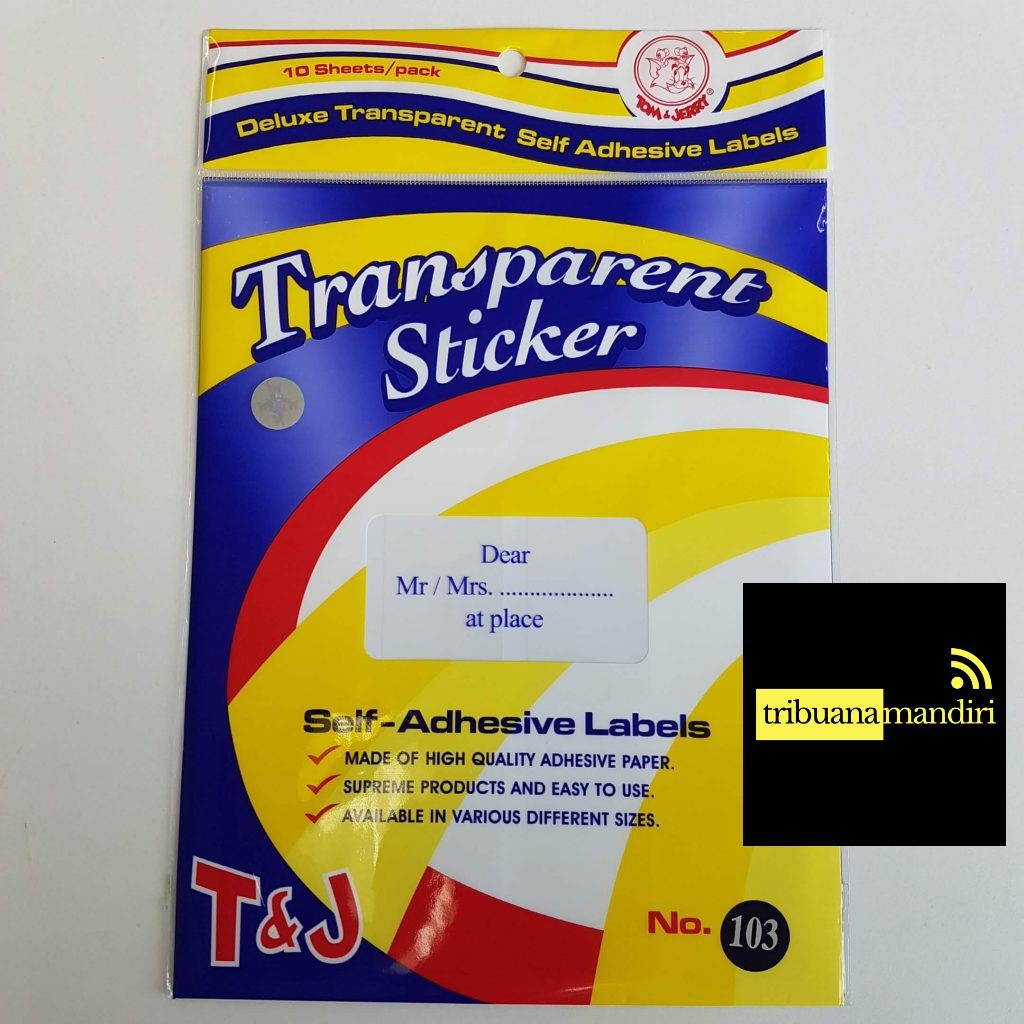 10 Sheets/pack
TOM & JERRY®
Deluxe Transparent Self Adhesive Labels
Transparent
Sticker
Dear
Mr / Mrs. ...................
at place
tribuanamandiri
Self-Adhesive Labels
MADE OF HIGH QUALITY ADHESIVE PAPER.
SUPREME PRODUCTS AND EASY TO USE.
AVAILABLE IN VARIOUS DIFFERENT SIZES.
T&J
No. 103